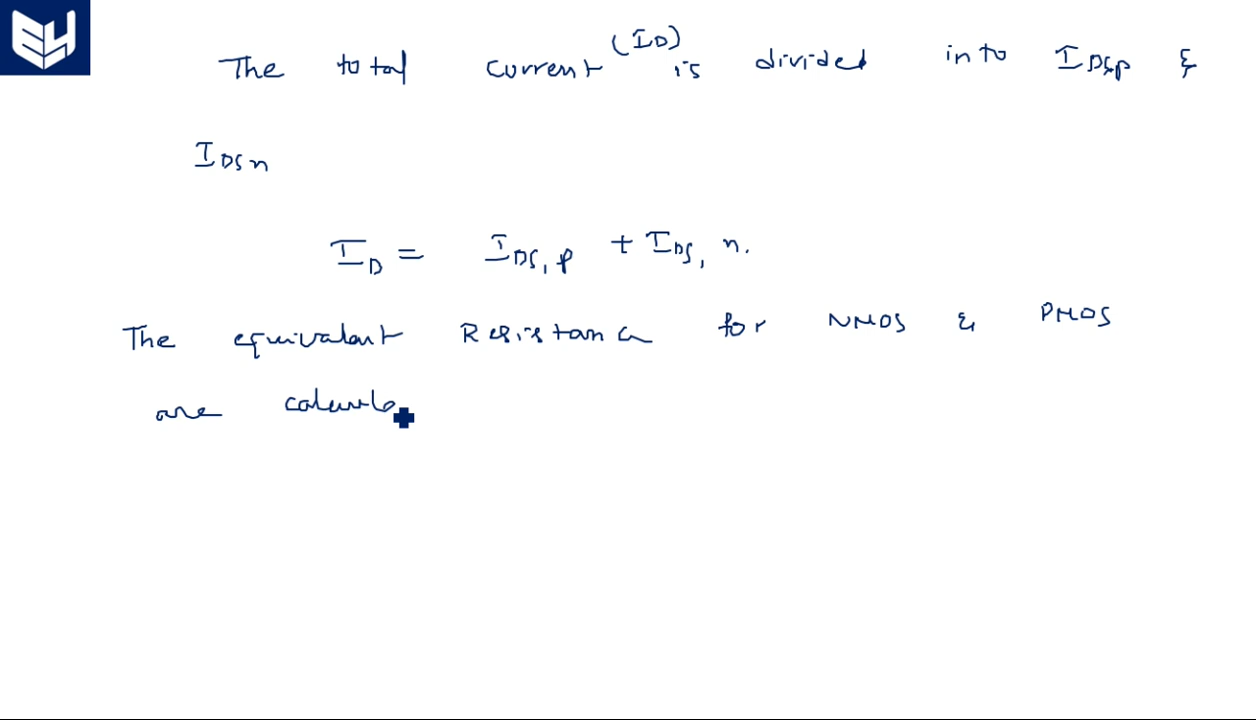 The total current (ID) is divided into IDSp &
IDSn
ID = IDS,p + IDS, n.
The equivalent Resistance for NMOS & PMOS
are calcula